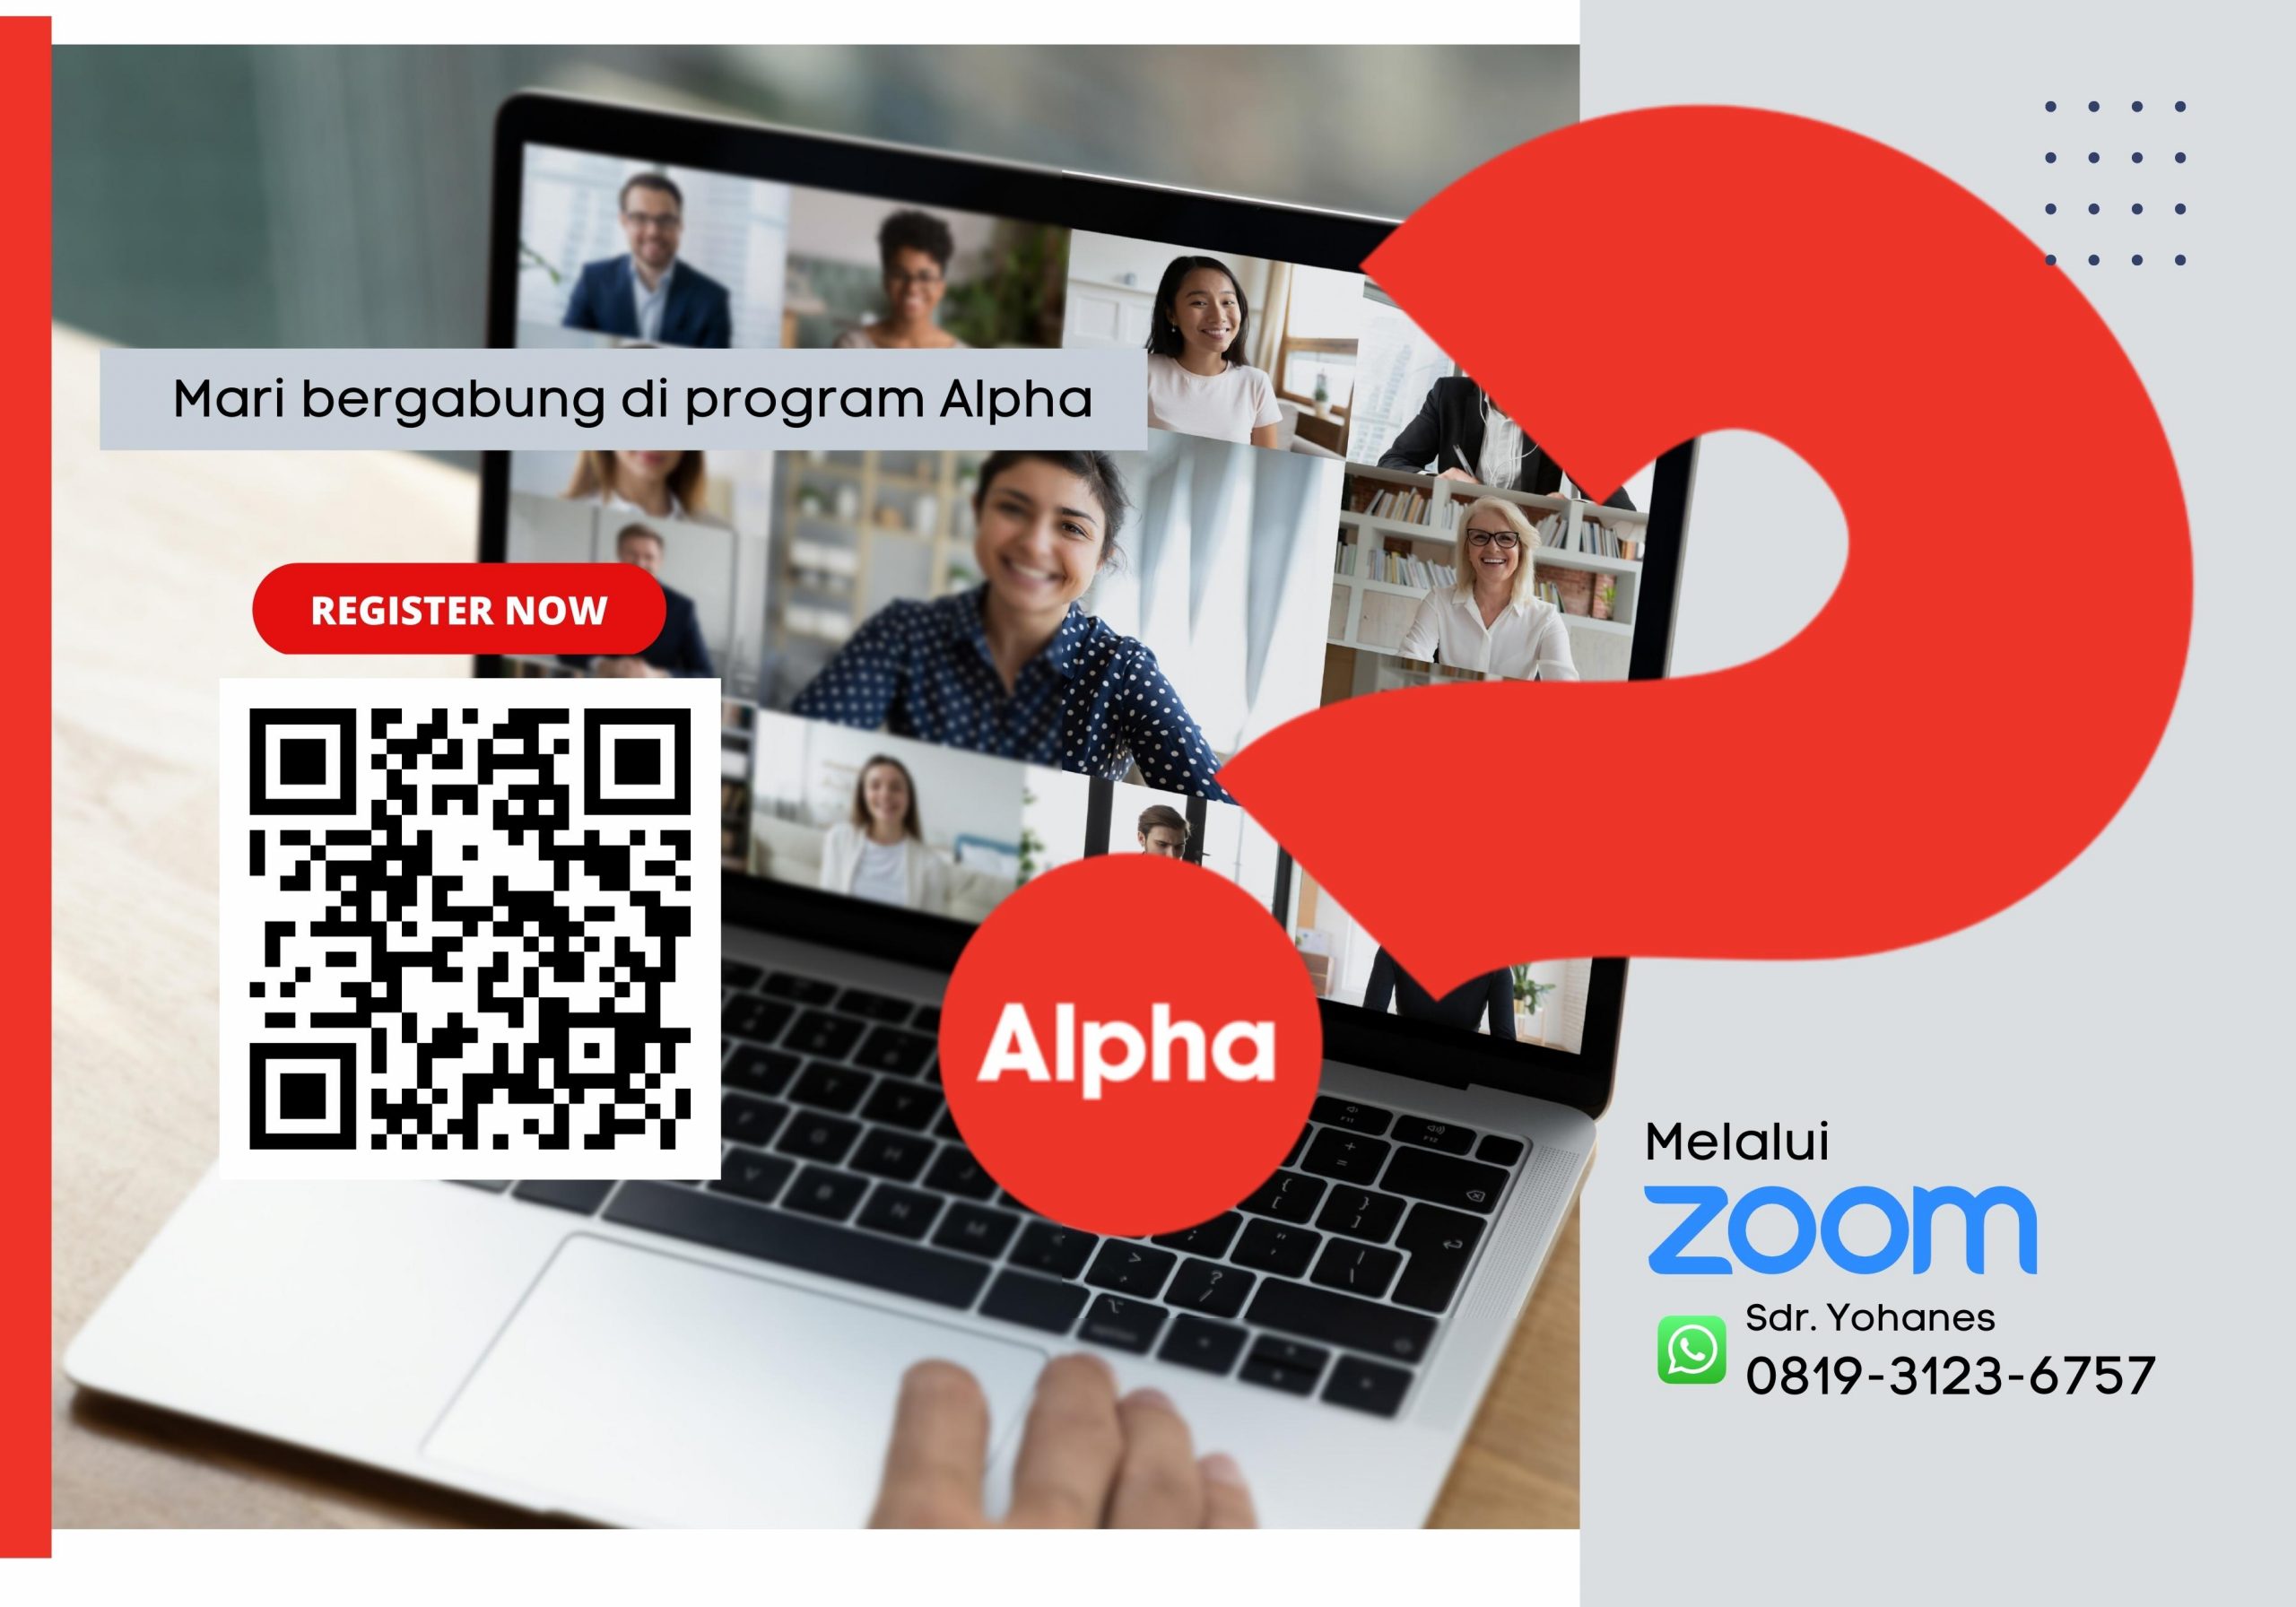 Mari bergabung di program Alpha
REGISTER NOW
Alpha
Melalui
zoom
Sdr. Yohanes
0819-3123-6757